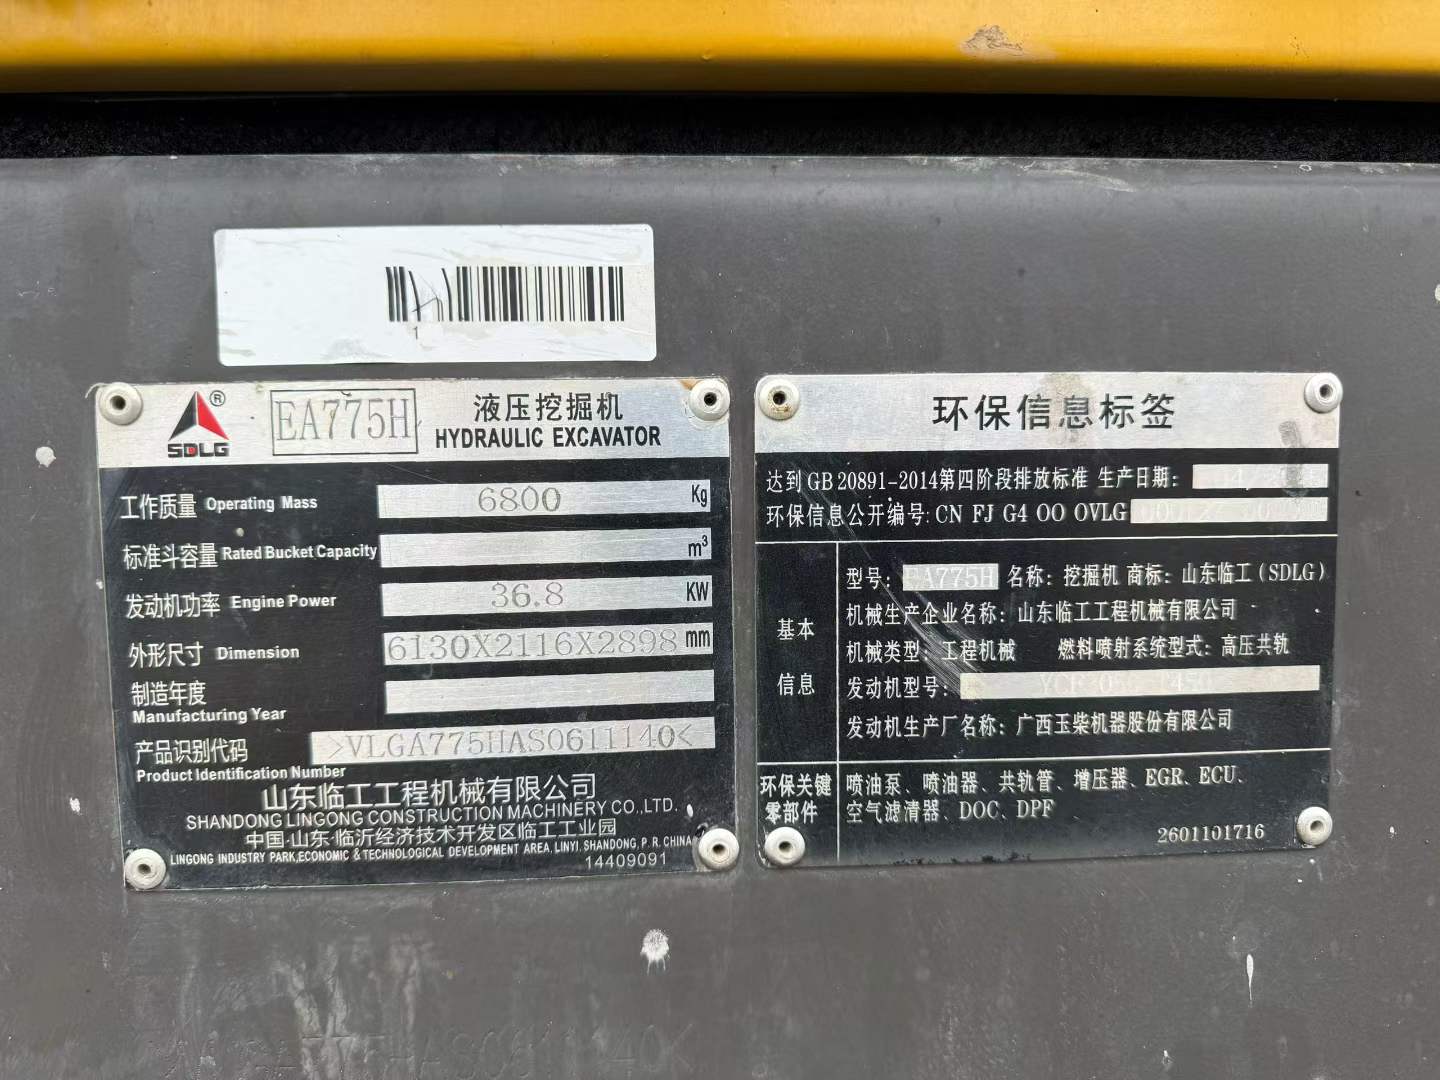 1
® SDLG
EA775H
液压挖掘机
HYDRAULIC EXCAVATOR
工作质量 Operating Mass 6800 Kg
标准斗容量 Rated Bucket Capacity m³
发动机功率 Engine Power 36.8 KW
外形尺寸 Dimension 6130X2116X2898 mm
制造年度
Manufacturing Year
产品识别代码 >VLGA775HAS0611140<
Product Identification Number
山东临工工程机械有限公司
SHANDONG LINGONG CONSTRUCTION MACHINERY CO.,LTD.
中国·山东·临沂经济技术开发区临工工业园
LINGONG INDUSTRY PARK,ECONOMIC & TECHNOLOGICAL DEVELOPMENT AREA, LINYI, SHANDONG, P. R. CHINA
14409091
环保信息标签
达到 GB 20891-2014第四阶段排放标准 生产日期:
环保信息公开编号: CN FJ G4 OO OVLG
基本
信息
型号: EA775H 名称: 挖掘机 商标: 山东临工(SDLG)
机械生产企业名称: 山东临工工程机械有限公司
机械类型: 工程机械 燃料喷射系统型式: 高压共轨
发动机型号:
发动机生产厂名称: 广西玉柴机器股份有限公司
环保关键
零部件
喷油泵、喷油器、共轨管、增压器、EGR、ECU、
空气滤清器、DOC、DPF
2601101716